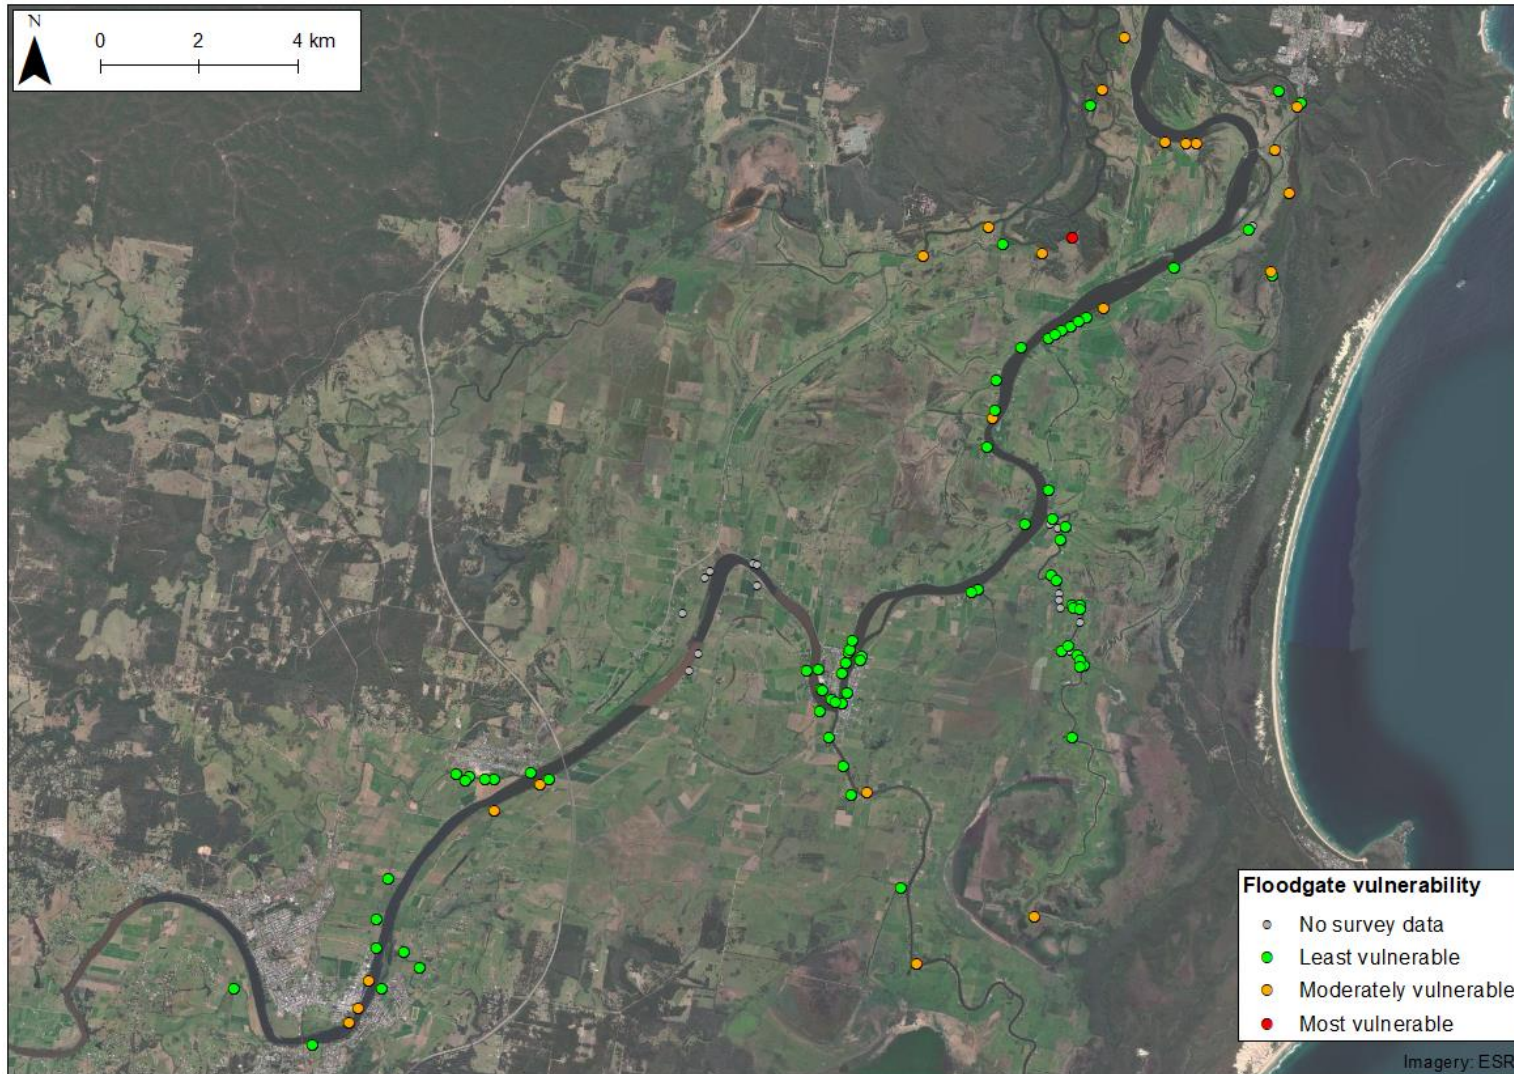 N
0 2 4 km
Floodgate vulnerability
No survey data
Least vulnerable
Moderately vulnerable
Most vulnerable
Imagery: ESR